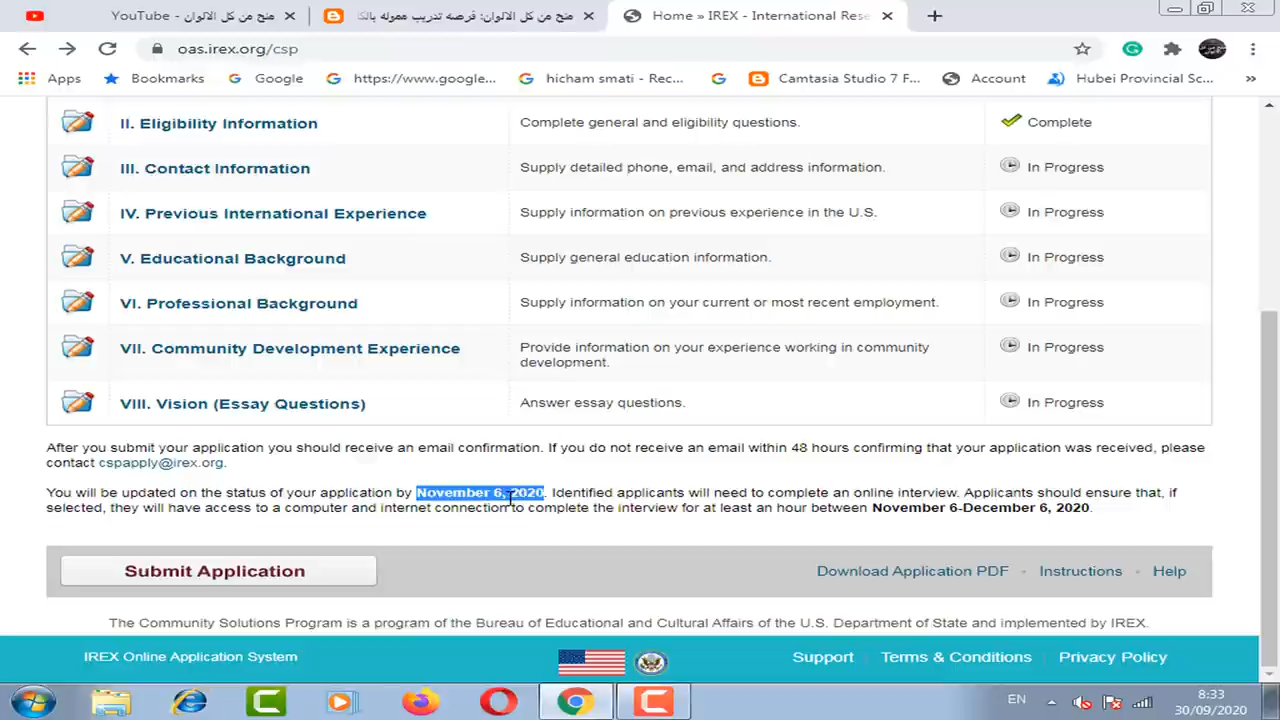 YouTube - منح من كل الالوان
منح من كل الالوان: فرصه تدريب مموله بالكا
Home » IREX - International Rese
oas.irex.org/csp
Apps Bookmarks Google https://www.google... hicham smati - Rec... Camtasia Studio 7 F... Account Hubei Provincial Sc... »
II. Eligibility Information Complete general and eligibility questions. Complete
III. Contact Information Supply detailed phone, email, and address information. In Progress
IV. Previous International Experience Supply information on previous experience in the U.S. In Progress
V. Educational Background Supply general education information. In Progress
VI. Professional Background Supply information on your current or most recent employment. In Progress
VII. Community Development Experience Provide information on your experience working in community In Progress
development.
VIII. Vision (Essay Questions) Answer essay questions. In Progress
After you submit your application you should receive an email confirmation. If you do not receive an email within 48 hours confirming that your application was received, please
contact cspapply@irex.org.
You will be updated on the status of your application by November 6, 2020. Identified applicants will need to complete an online interview. Applicants should ensure that, if
selected, they will have access to a computer and internet connection to complete the interview for at least an hour between November 6-December 6, 2020.
Submit Application Download Application PDF - Instructions - Help
The Community Solutions Program is a program of the Bureau of Educational and Cultural Affairs of the U.S. Department of State and implemented by IREX.
IREX Online Application System Support Terms & Conditions Privacy Policy
EN 8:33
30/09/2020